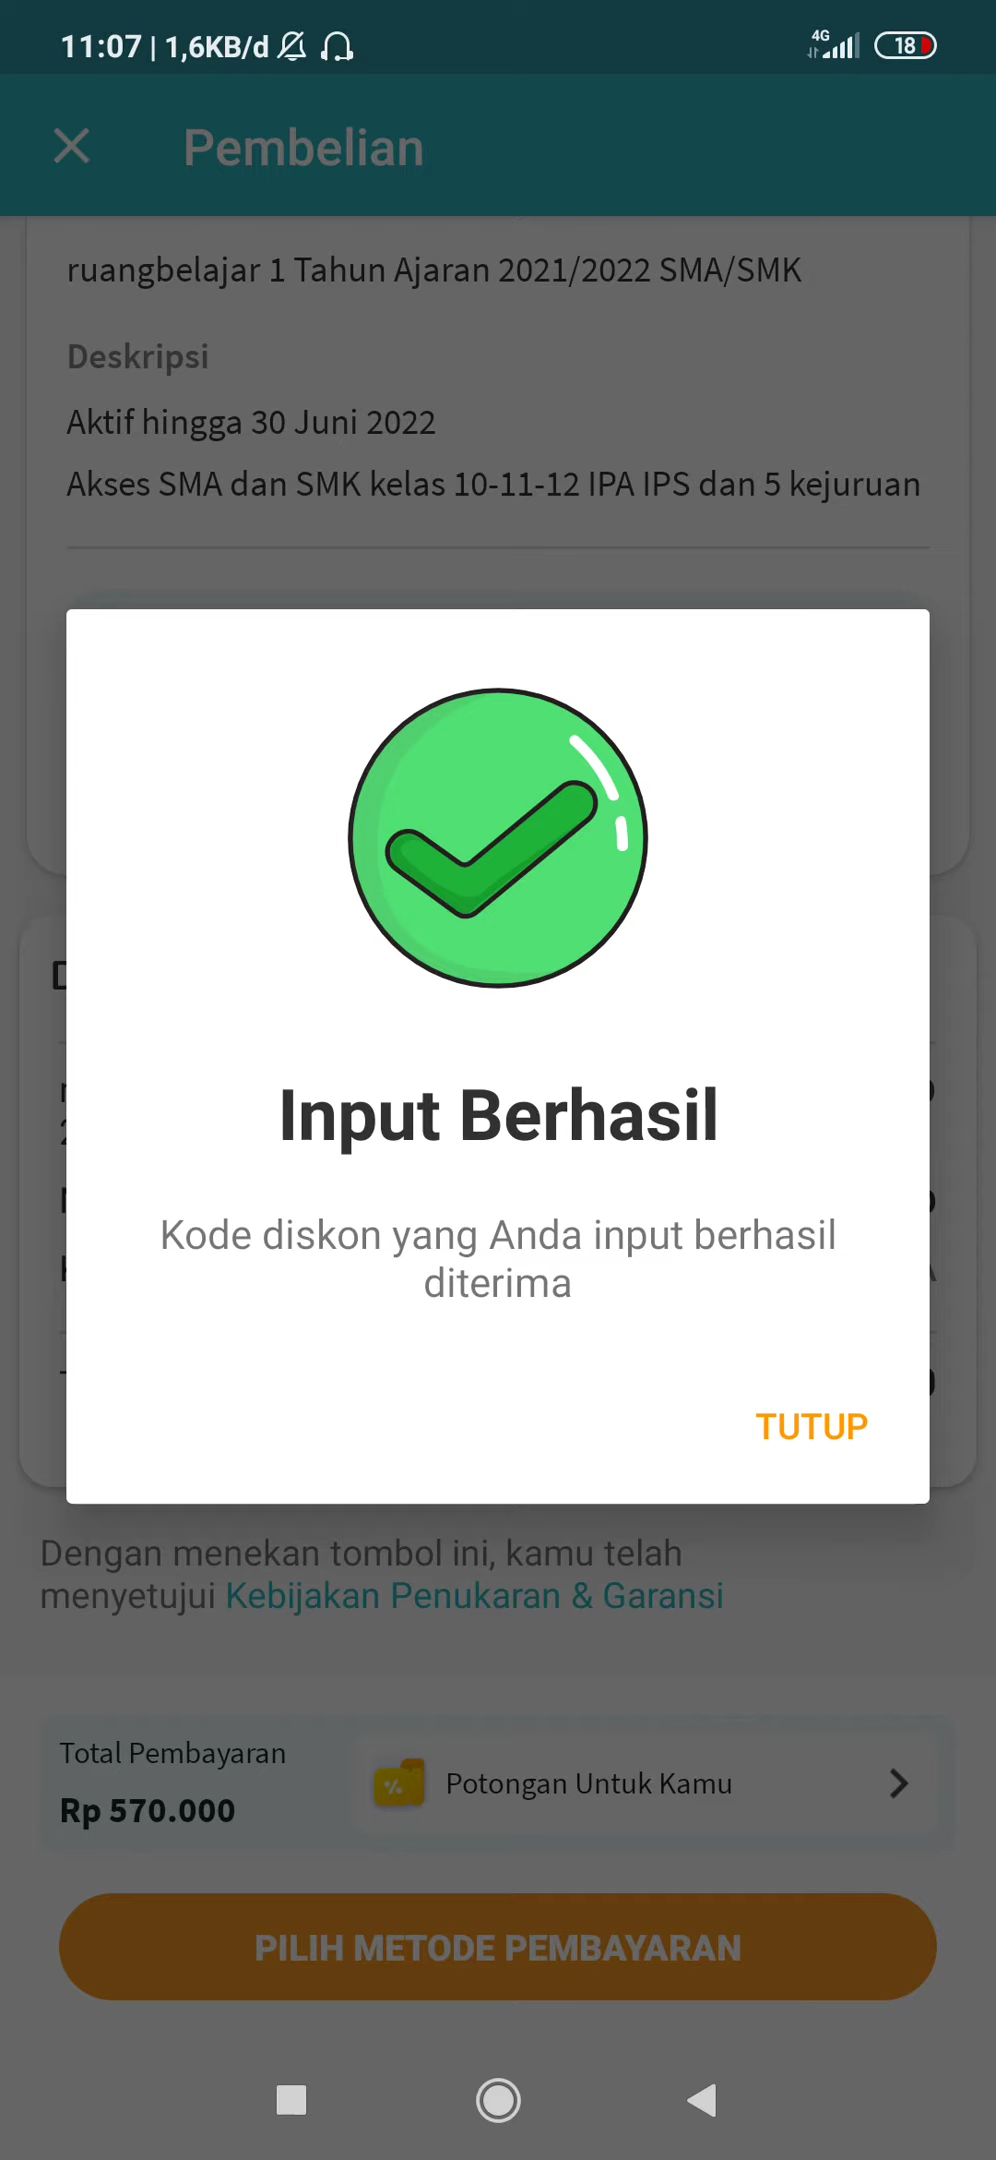 11:07 | 1,6KB/d
4G
18
Pembelian
ruangbelajar 1 Tahun Ajaran 2021/2022 SMA/SMK
Deskripsi
Aktif hingga 30 Juni 2022
Akses SMA dan SMK kelas 10-11-12 IPA IPS dan 5 kejuruan
Input Berhasil
Kode diskon yang Anda input berhasil
diterima
TUTUP
Dengan menekan tombol ini, kamu telah
menyetujui Kebijakan Penukaran & Garansi
Total Pembayaran
Rp 570.000
Potongan Untuk Kamu
PILIH METODE PEMBAYARAN